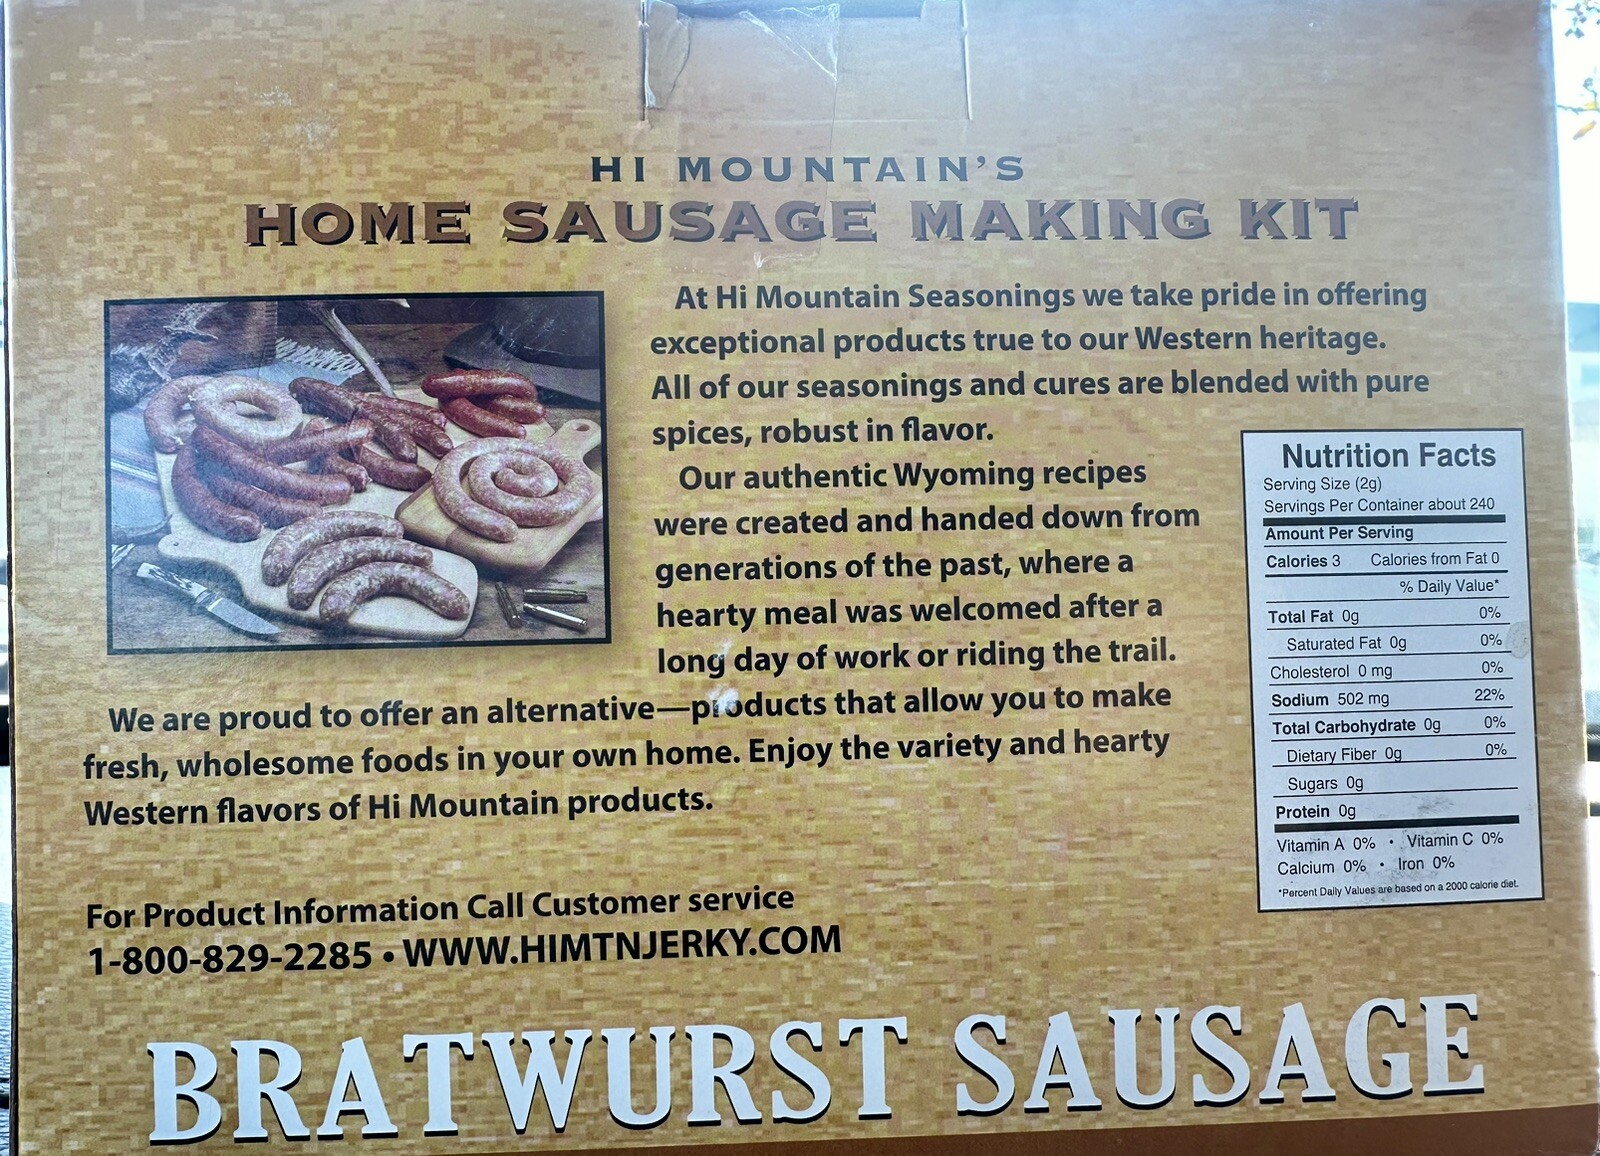 HI MOUNTAIN'S
HOME SAUSAGE MAKING KIT
At Hi Mountain Seasonings we take pride in offering
exceptional products true to our Western heritage.
All of our seasonings and cures are blended with pure
spices, robust in flavor.
Our authentic Wyoming recipes
were created and handed down from
generations of the past, where a
hearty meal was welcomed after a
long day of work or riding the trail.
We are proud to offer an alternative—products that allow you to make
fresh, wholesome foods in your own home. Enjoy the variety and hearty
Western flavors of Hi Mountain products.
For Product Information Call Customer service
1-800-829-2285 • WWW.HIMTNJERKY.COM
Nutrition Facts
Serving Size (2g)
Servings Per Container about 240
Amount Per Serving
Calories 3 Calories from Fat 0
% Daily Value*
Total Fat 0g 0%
Saturated Fat 0g 0%
Cholesterol 0 mg 0%
Sodium 502 mg 22%
Total Carbohydrate 0g 0%
Dietary Fiber 0g 0%
Sugars 0g
Protein 0g
Vitamin A 0% • Vitamin C 0%
Calcium 0% • Iron 0%
*Percent Daily Values are based on a 2000 calorie diet.
BRATWURST SAUSAGE